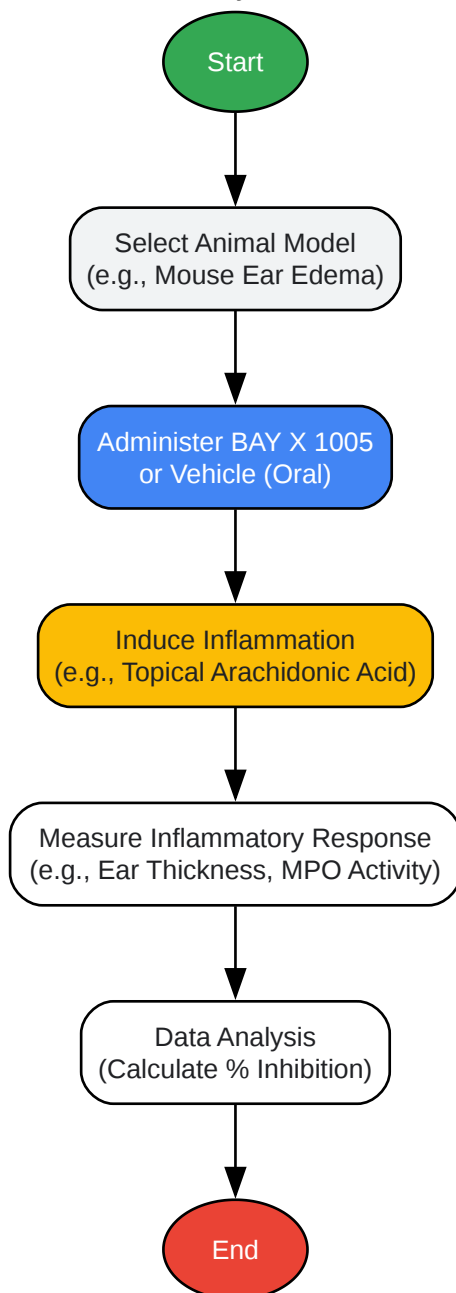 Start
Select Animal Model
(e.g., Mouse Ear Edema)
Administer BAY X 1005
or Vehicle (Oral)
Induce Inflammation
(e.g., Topical Arachidonic Acid)
Measure Inflammatory Response
(e.g., Ear Thickness, MPO Activity)
Data Analysis
(Calculate % Inhibition)
End